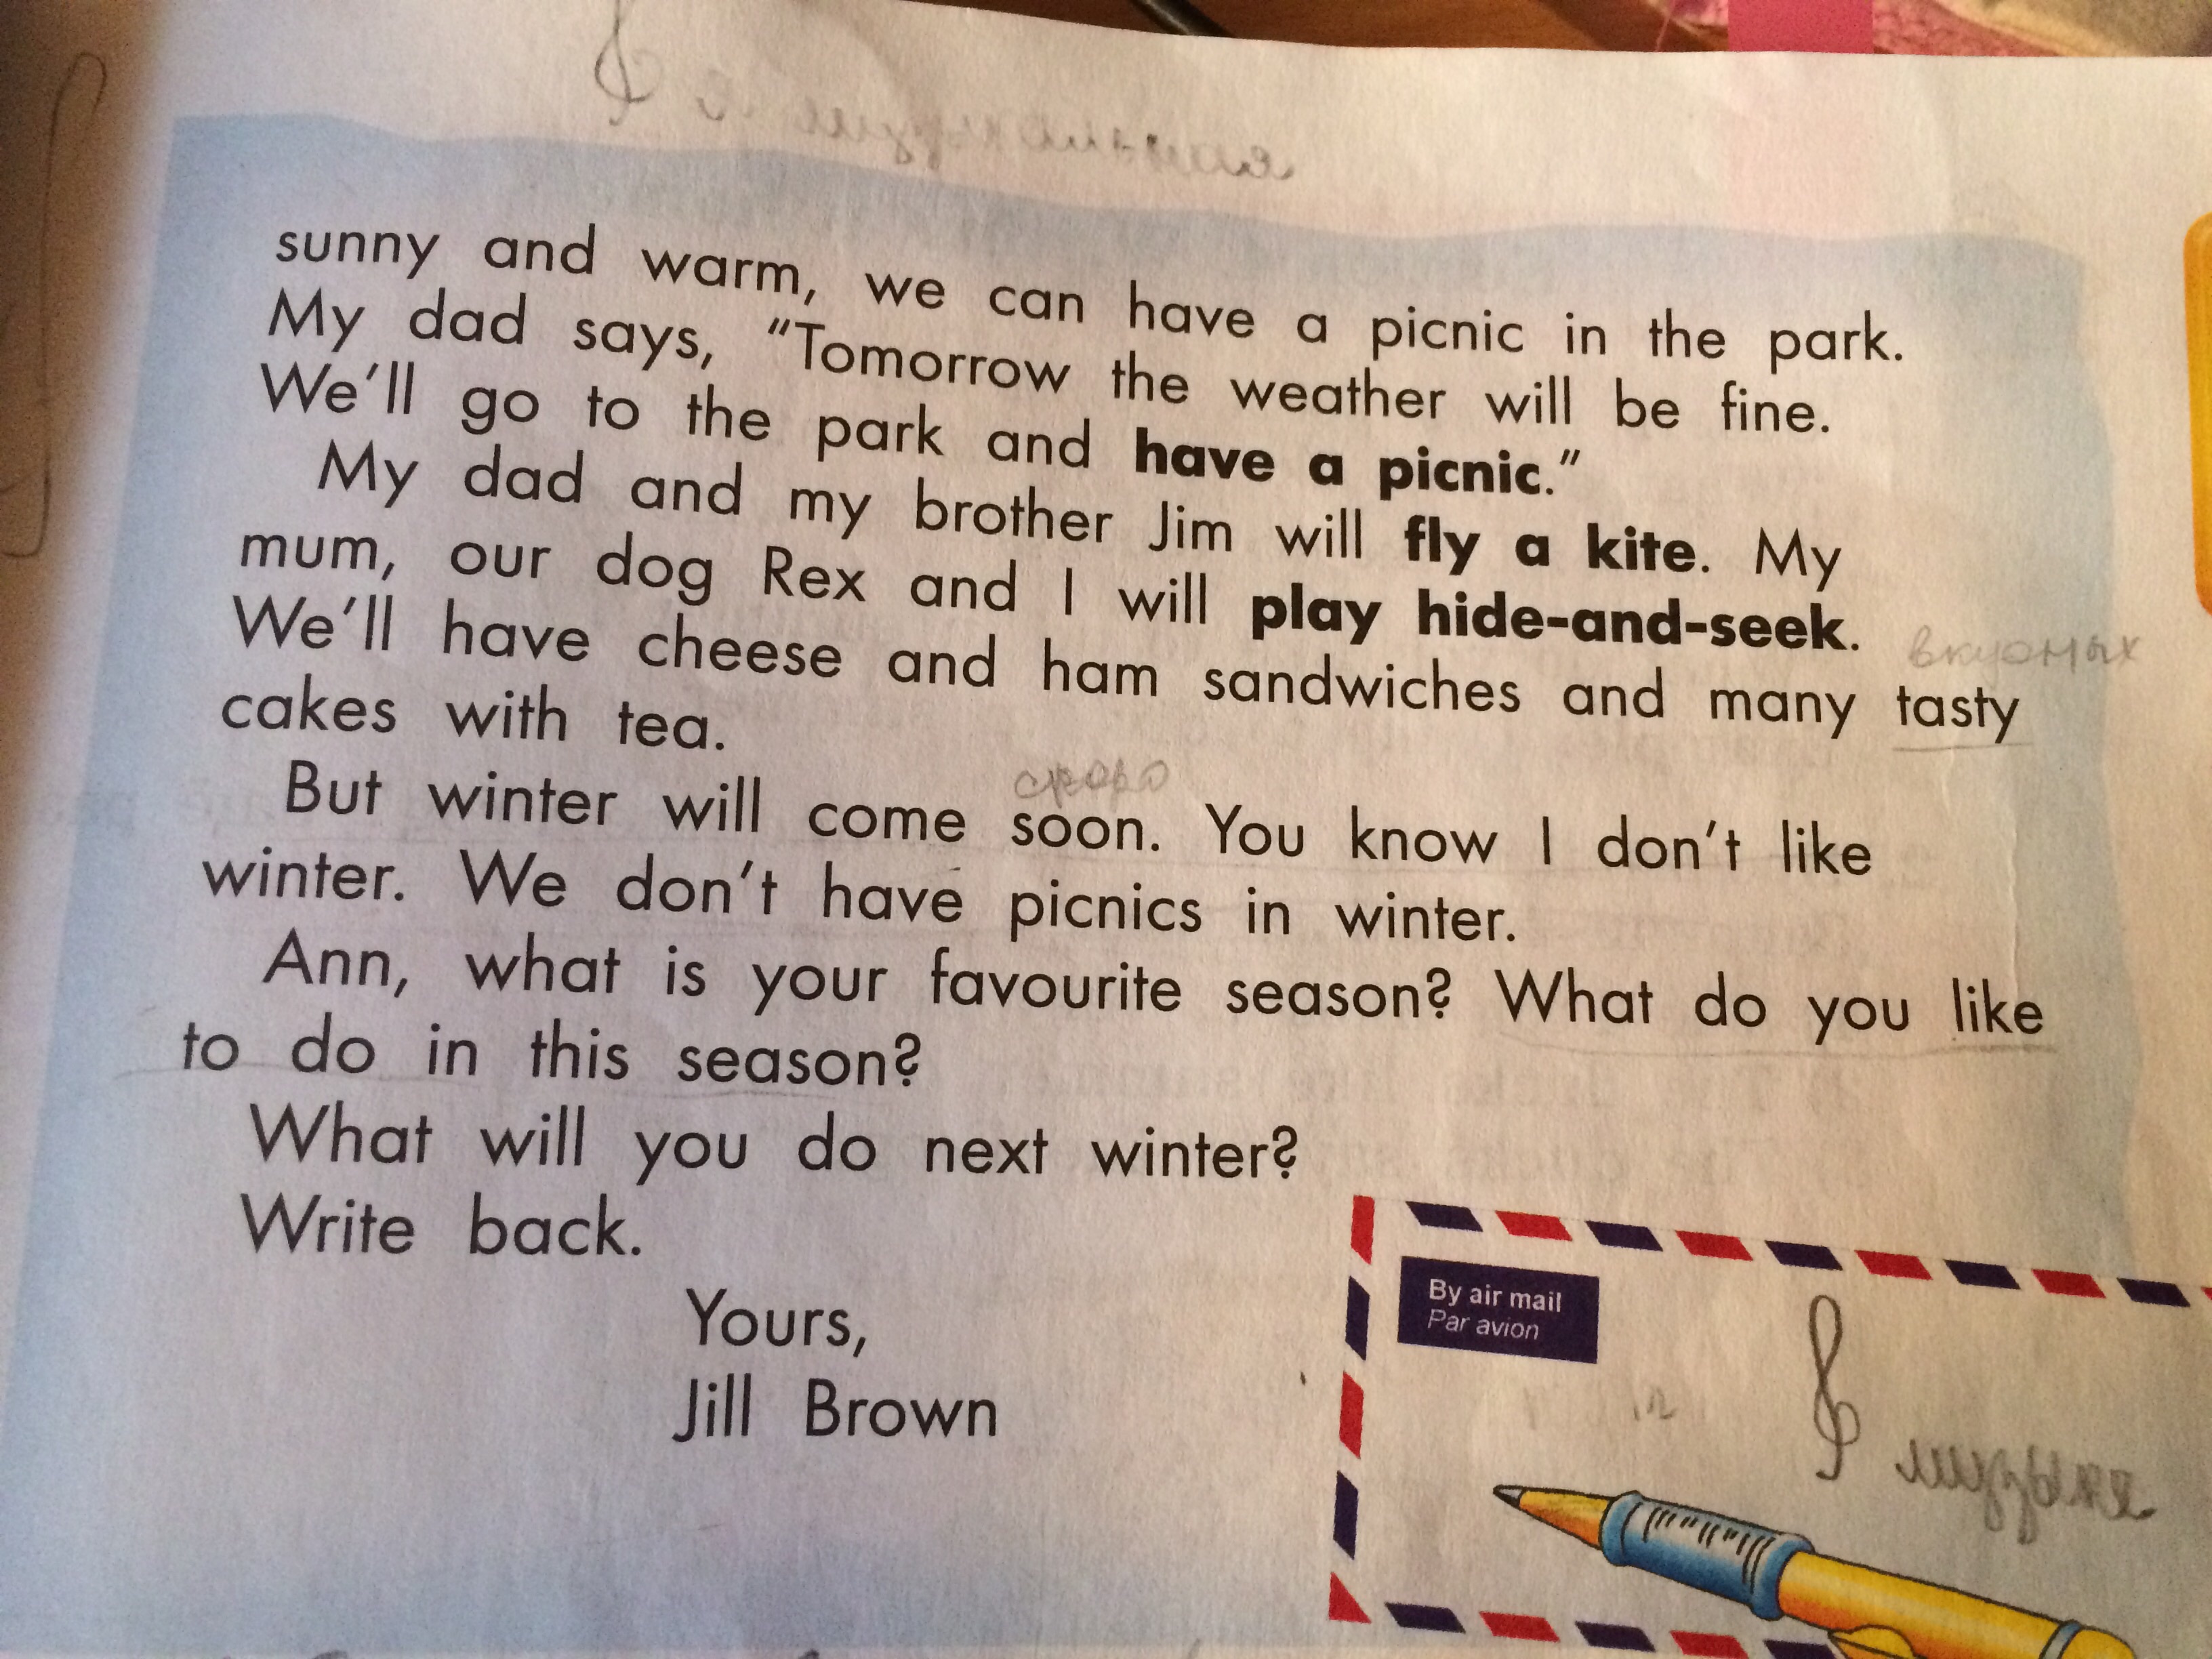 sunny and warm, we can have a picnic in the park.
My dad says, "Tomorrow the weather will be fine.
We'll go to the park and have a picnic."
My dad and my brother Jim will fly a kite. My
mum, our dog Rex and I will play hide-and-seek.
вкусных
We'll have cheese and ham sandwiches and many tasty
cakes with tea.
скоро
But winter will come soon. You know I don't like
winter. We don't have picnics in winter.
Ann, what is your favourite season? What do you like
to do in this season?
What will you do next winter?
Write back.
Yours,
Jill Brown
By air mail
Par avion